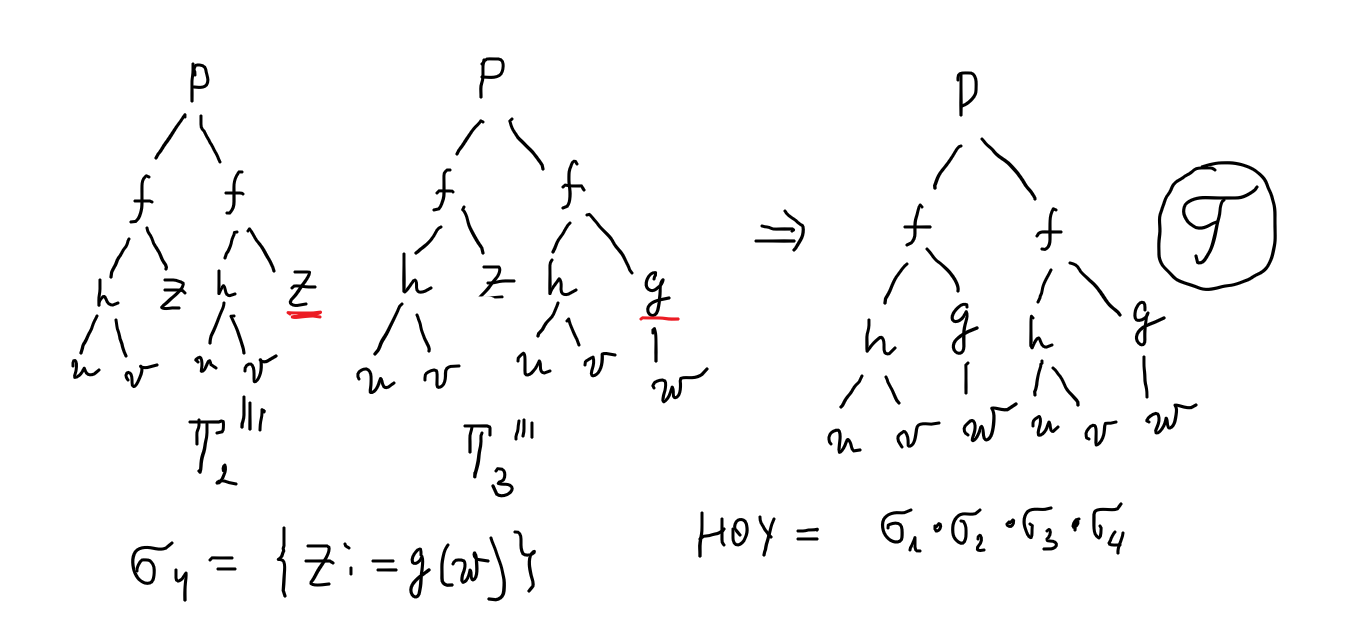 P P P
f f f f f f 𝒯
h z h z h z h g h g h g
u v u v u v u v w u v w u v w
T₂''' T₃'''
⇒
σ₄ = { z := g(w) }
НОУ = σ₁ · σ₂ · σ₃ · σ₄